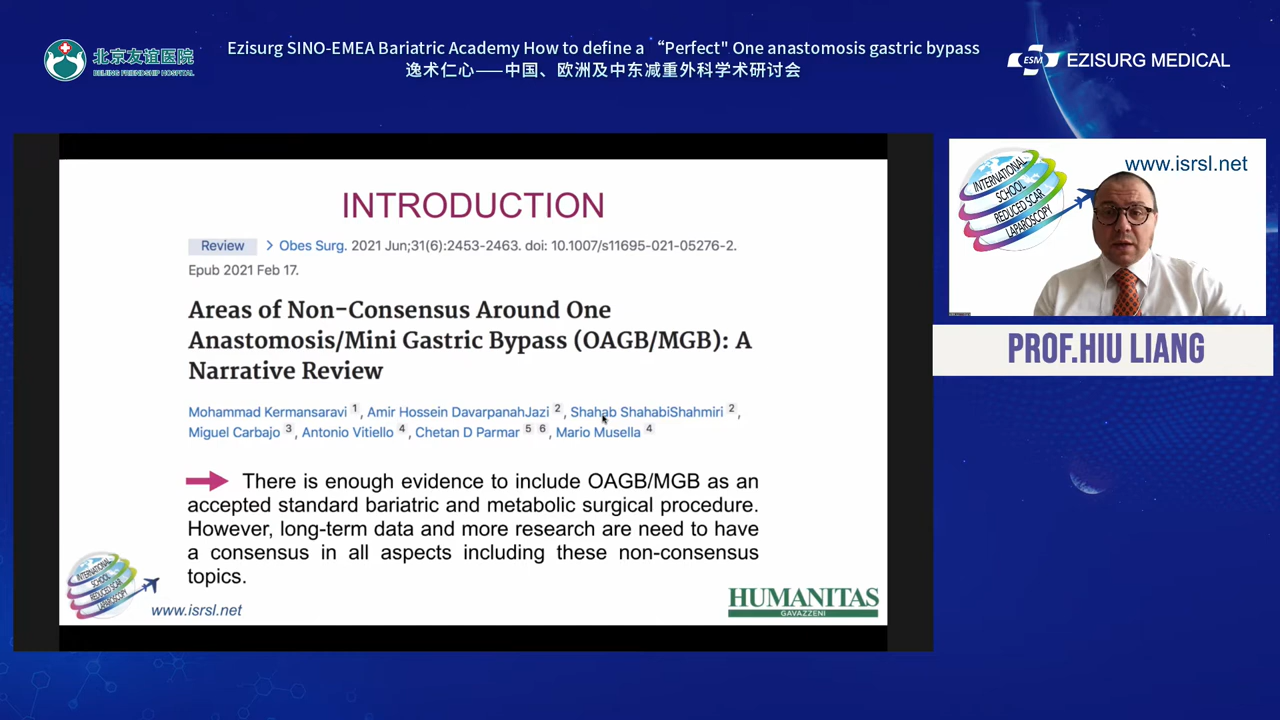 北京友谊医院
BEIJING FRIENDSHIP HOSPITAL
Ezisurg SINO-EMEA Bariatric Academy How to define a “Perfect" One anastomosis gastric bypass
逸术仁心——中国、欧洲及中东减重外科学术研讨会
ESM
EZISURG MEDICAL
INTRODUCTION
Review > Obes Surg. 2021 Jun;31(6):2453-2463. doi: 10.1007/s11695-021-05276-2.
Epub 2021 Feb 17.
Areas of Non-Consensus Around One
Anastomosis/Mini Gastric Bypass (OAGB/MGB): A
Narrative Review
Mohammad Kermansaravi 1, Amir Hossein DavarpanahJazi 2, Shahab ShahabiShahmiri 2,
Miguel Carbajo 3, Antonio Vitiello 4, Chetan D Parmar 5 6, Mario Musella 4
There is enough evidence to include OAGB/MGB as an
accepted standard bariatric and metabolic surgical procedure.
However, long-term data and more research are need to have
a consensus in all aspects including these non-consensus
topics.
INTERNATIONAL
SCHOOL
REDUCED SCAR
LAPAROSCOPY
www.isrsl.net
HUMANITAS
GAVAZZENI
INTERNATIONAL
SCHOOL
REDUCED SCAR
LAPAROSCOPY
www.isrsl.net
PROF.HIU LIANG